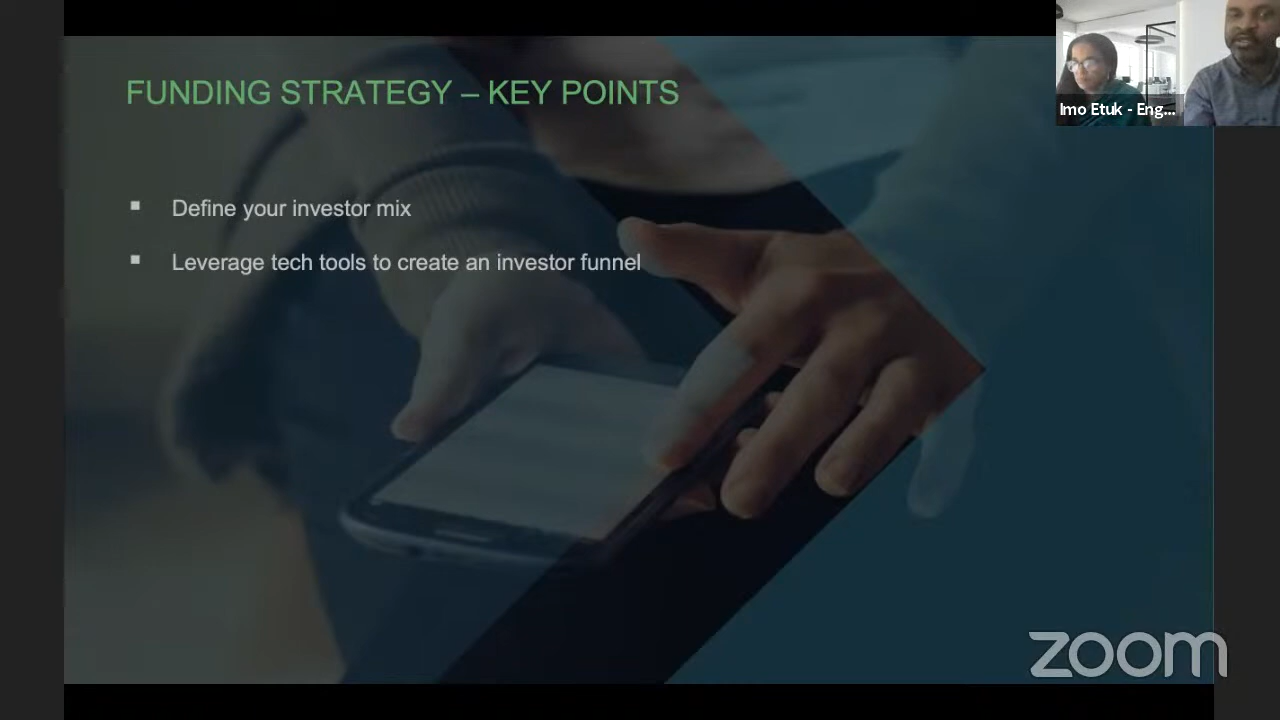 FUNDING STRATEGY – KEY POINTS
Imo Etuk - Eng...
▪ Define your investor mix
▪ Leverage tech tools to create an investor funnel
zoom